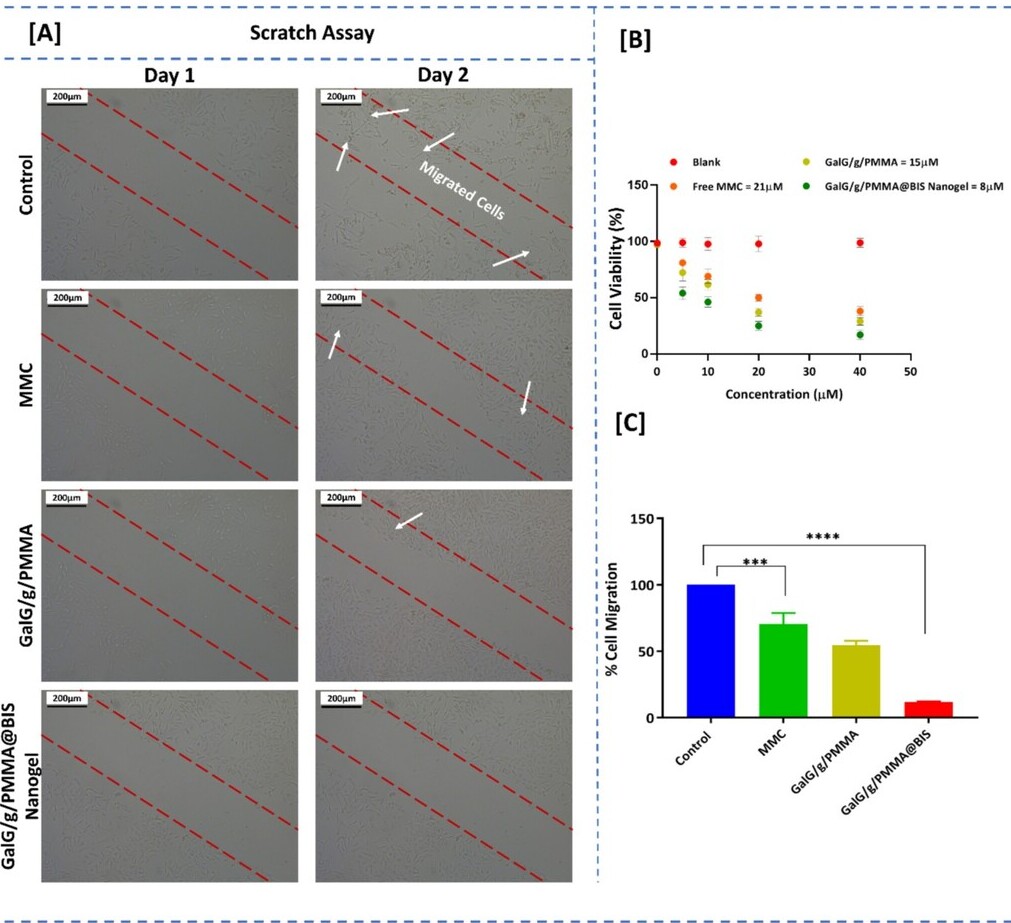 [A]
Scratch Assay
Day 1
Day 2
Control
200μm
200μm
Migrated Cells
MMC
200μm
200μm
GalG/g/PMMA
200μm
200μm
GalG/g/PMMA@BIS
Nanogel
200μm
200μm
[B]
Blank
GalG/g/PMMA = 15μM
Free MMC = 21μM
GalG/g/PMMA@BIS Nanogel = 8μM
Cell Viability (%)
150
100
50
0
0 10 20 30 40 50
Concentration (μM)
[C]
% Cell Migration
150
100
50
0
****
***
Control
MMC
GalG/g/PMMA
GalG/g/PMMA@BIS